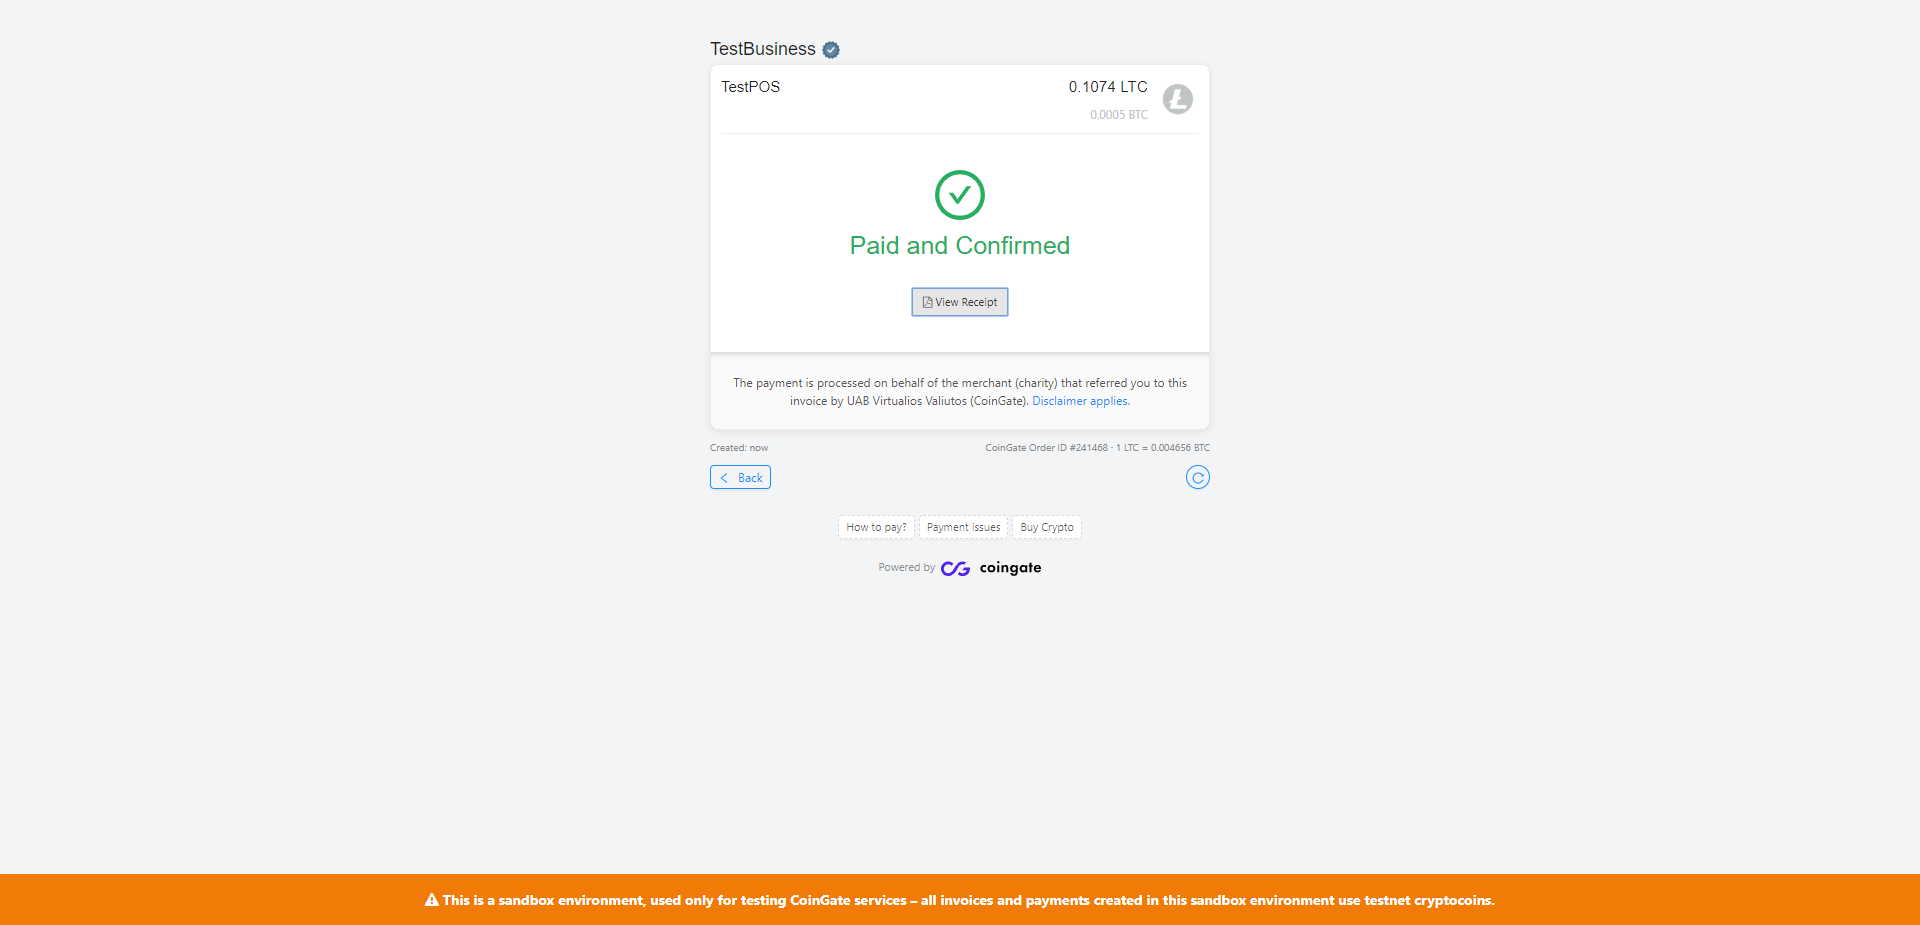 TestBusiness
TestPOS
0.1074 LTC
0.0005 BTC
Paid and Confirmed
View Receipt
The payment is processed on behalf of the merchant (charity) that referred you to this
invoice by UAB Virtualios Valiutos (CoinGate). Disclaimer applies.
Created: now
CoinGate Order ID #241468 · 1 LTC = 0.004656 BTC
Back
How to pay?
Payment issues
Buy Crypto
Powered by coingate
This is a sandbox environment, used only for testing CoinGate services – all invoices and payments created in this sandbox environment use testnet cryptocoins.